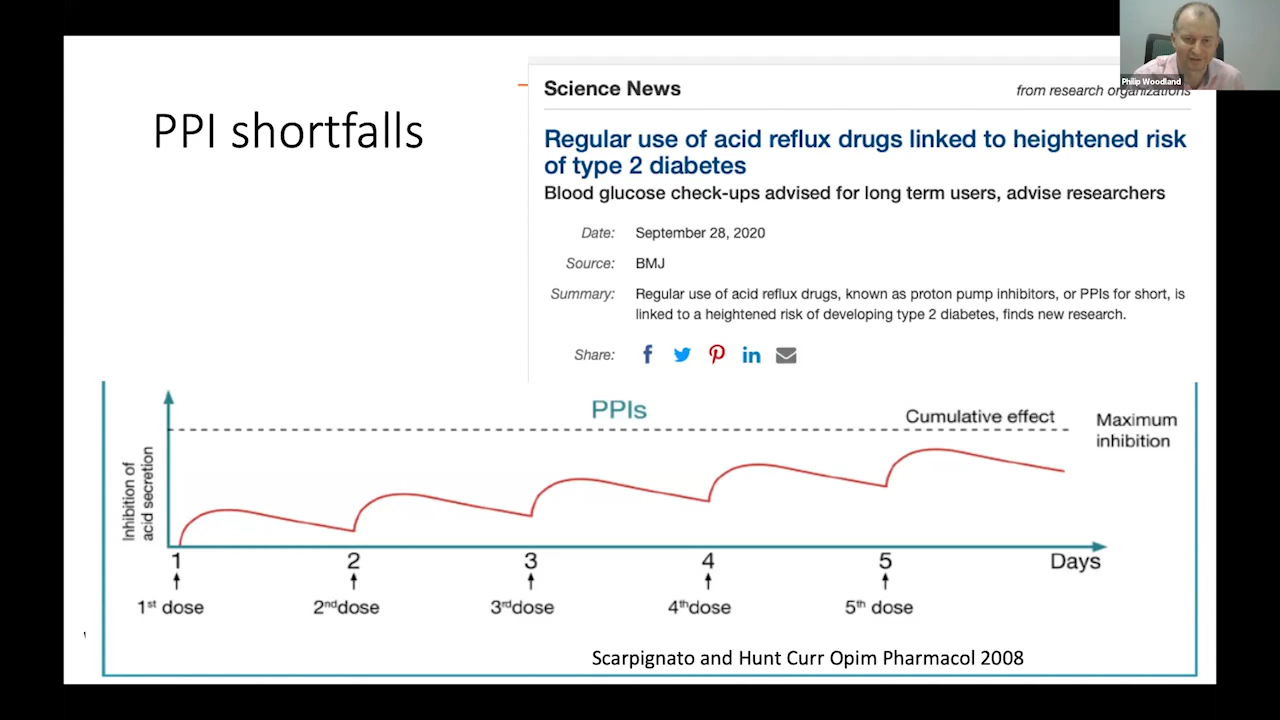 Philip Woodland
PPI shortfalls
Science News
from research organizations
Regular use of acid reflux drugs linked to heightened risk
of type 2 diabetes
Blood glucose check-ups advised for long term users, advise researchers
Date: September 28, 2020
Source: BMJ
Summary: Regular use of acid reflux drugs, known as proton pump inhibitors, or PPIs for short, is
linked to a heightened risk of developing type 2 diabetes, finds new research.
Share: f in
PPIs
Cumulative effect
Maximum
inhibition
Inhibition of
acid secretion
1 2 3 4 5 Days
1st dose 2nd dose 3rd dose 4th dose 5th dose
Scarpignato and Hunt Curr Opim Pharmacol 2008